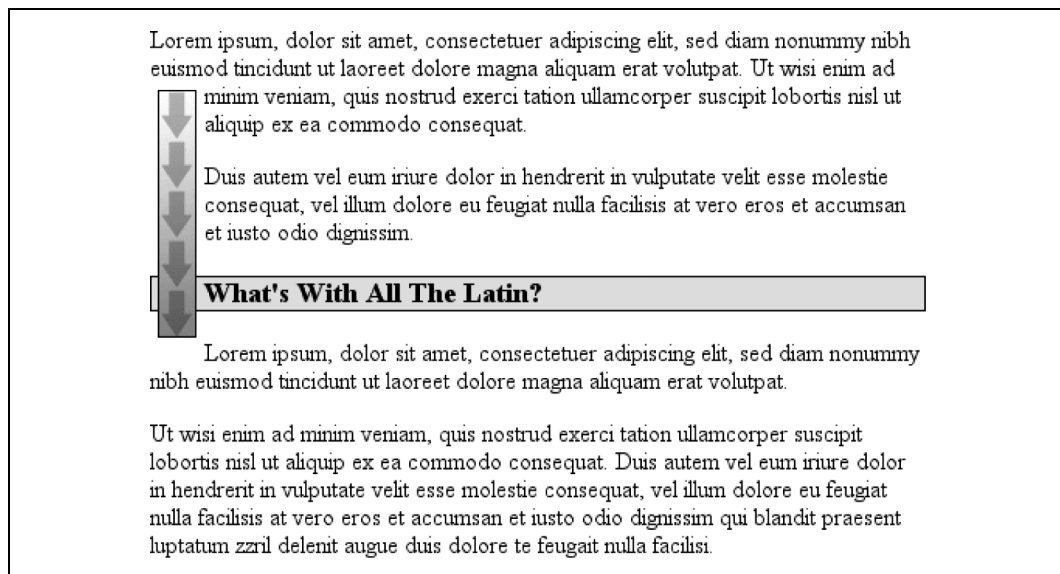 Lorem ipsum, dolor sit amet, consectetuer adipiscing elit, sed diam nonummy nibh
euismod tincidunt ut laoreet dolore magna aliquam erat volutpat. Ut wisi enim ad
minim veniam, quis nostrud exerci tation ullamcorper suscipit lobortis nisl ut
aliquip ex ea commodo consequat.
Duis autem vel eum iriure dolor in hendrerit in vulputate velit esse molestie
consequat, vel illum dolore eu feugiat nulla facilisis at vero eros et accumsan
et iusto odio dignissim.
What's With All The Latin?
Lorem ipsum, dolor sit amet, consectetuer adipiscing elit, sed diam nonummy
nibh euismod tincidunt ut laoreet dolore magna aliquam erat volutpat.
Ut wisi enim ad minim veniam, quis nostrud exerci tation ullamcorper suscipit
lobortis nisl ut aliquip ex ea commodo consequat. Duis autem vel eum iriure dolor
in hendrerit in vulputate velit esse molestie consequat, vel illum dolore eu feugiat
nulla facilisis at vero eros et accumsan et iusto odio dignissim qui blandit praesent
luptatum zzril delenit augue duis dolore te feugait nulla facilisi.